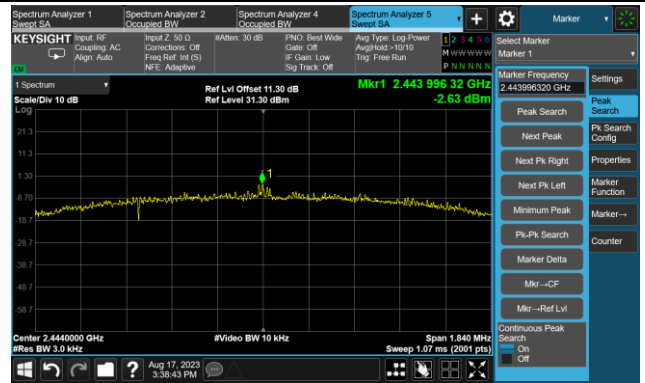 Spectrum Analyzer 1
Swept SA
Spectrum Analyzer 2
Occupied BW
Spectrum Analyzer 4
Occupied BW
Spectrum Analyzer 5
Swept SA
Marker
KEYSIGHT
Input: RF
Coupling: AC
Align: Auto
Input Z: 50 Ω
Corrections: Off
Freq Ref: Int (S)
NFE: Adaptive
#Atten: 30 dB
PNO: Best Wide
Gate: Off
IF Gain: Low
Sig Track: Off
Avg Type: Log-Power
Avg|Hold:>10/10
Trig: Free Run
1 2 3 4 5 6
M W W W W W
P N N N N N
Select Marker
Marker 1
LXI
1 Spectrum
Scale/Div 10 dB
Log
Ref Lvl Offset 11.30 dB
Ref Level 31.30 dBm
Mkr1 2.443 996 32 GHz
-2.63 dBm
21.3
11.3
1.30
-8.70
-18.7
-28.7
-38.7
-48.7
-58.7
1
Center 2.4440000 GHz
#Res BW 3.0 kHz
#Video BW 10 kHz
Span 1.840 MHz
Sweep 1.07 ms (2001 pts)
Marker Frequency
2.443996320 GHz
Peak Search
Next Peak
Next Pk Right
Next Pk Left
Minimum Peak
Pk-Pk Search
Marker Delta
Mkr→CF
Mkr→Ref Lvl
Continuous Peak
Search
On
Off
Settings
Peak
Search
Pk Search
Config
Properties
Marker
Function
Marker→
Counter
?
Aug 17, 2023
3:38:43 PM